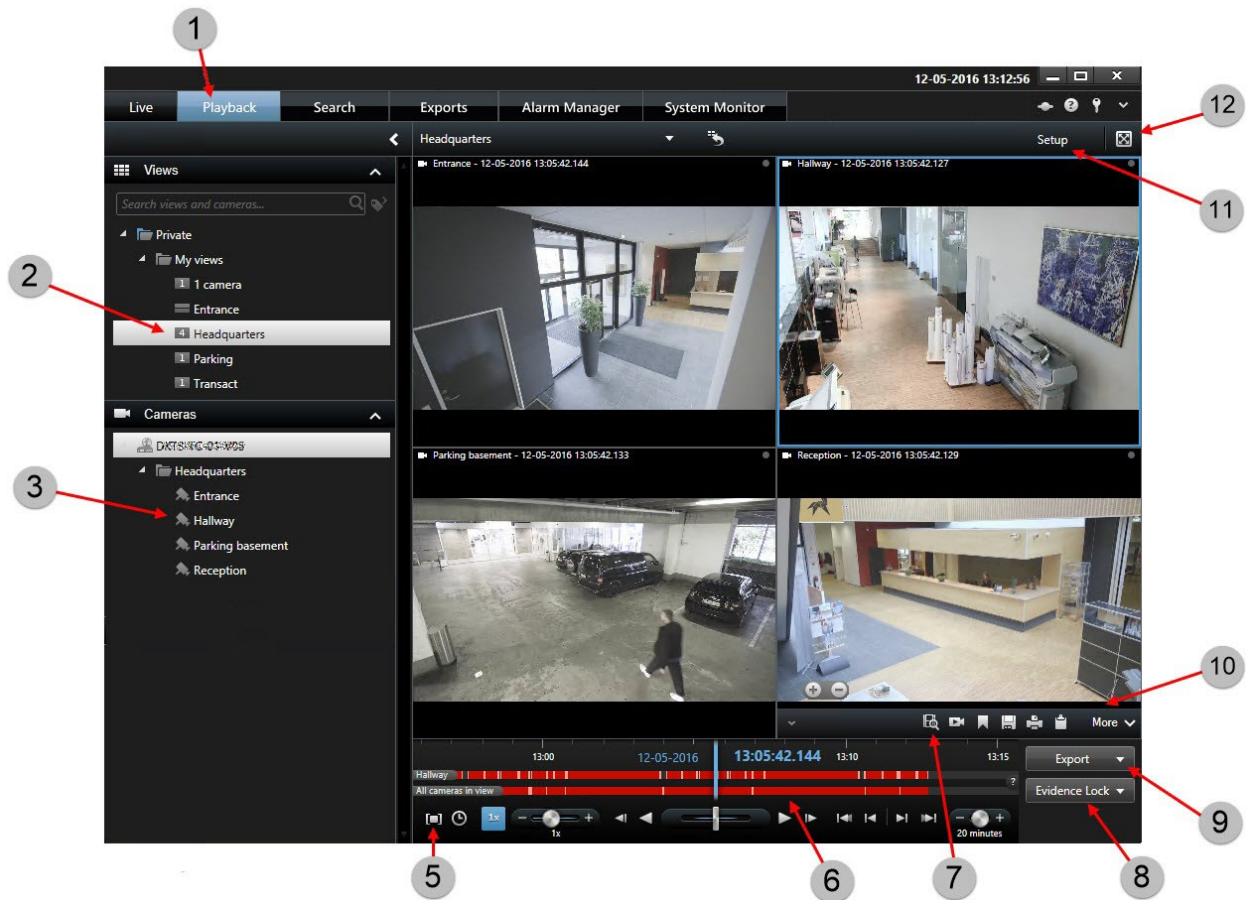 1
12-05-2016 13:12:56
Live Playback Search Exports Alarm Manager System Monitor
12
Headquarters
Setup
11
Views
Search views and cameras...
Private
My views
2
1 1 camera
Entrance
4 Headquarters
1 Parking
1 Transact
Cameras
Headquarters
3
Entrance
Hallway
Parking basement
Reception
Entrance - 12-05-2016 13:05:42.144
Hallway - 12-05-2016 13:05:42.127
Parking basement - 12-05-2016 13:05:42.133
Reception - 12-05-2016 13:05:42.129
10
More
13:00 12-05-2016 13:05:42.144 13:10 13:15
Hallway
All cameras in view
?
Export
Evidence Lock
1x
1x
20 minutes
5
6
7
8
9